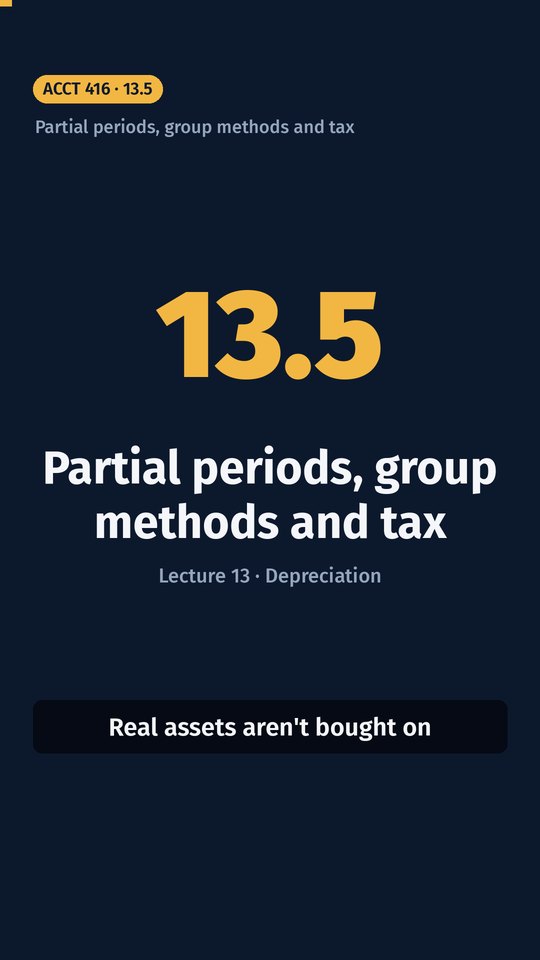 ACCT 416 · 13.5
Partial periods, group methods and tax
13.5
Partial periods, group
methods and tax
Lecture 13 · Depreciation
Real assets aren't bought on